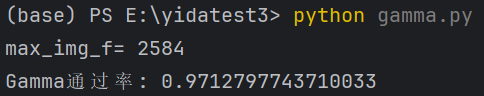 (base) PS E:\yidatest3> python gamma.py
max_img_f= 2584
Gamma通过率: 0.9712797743710033